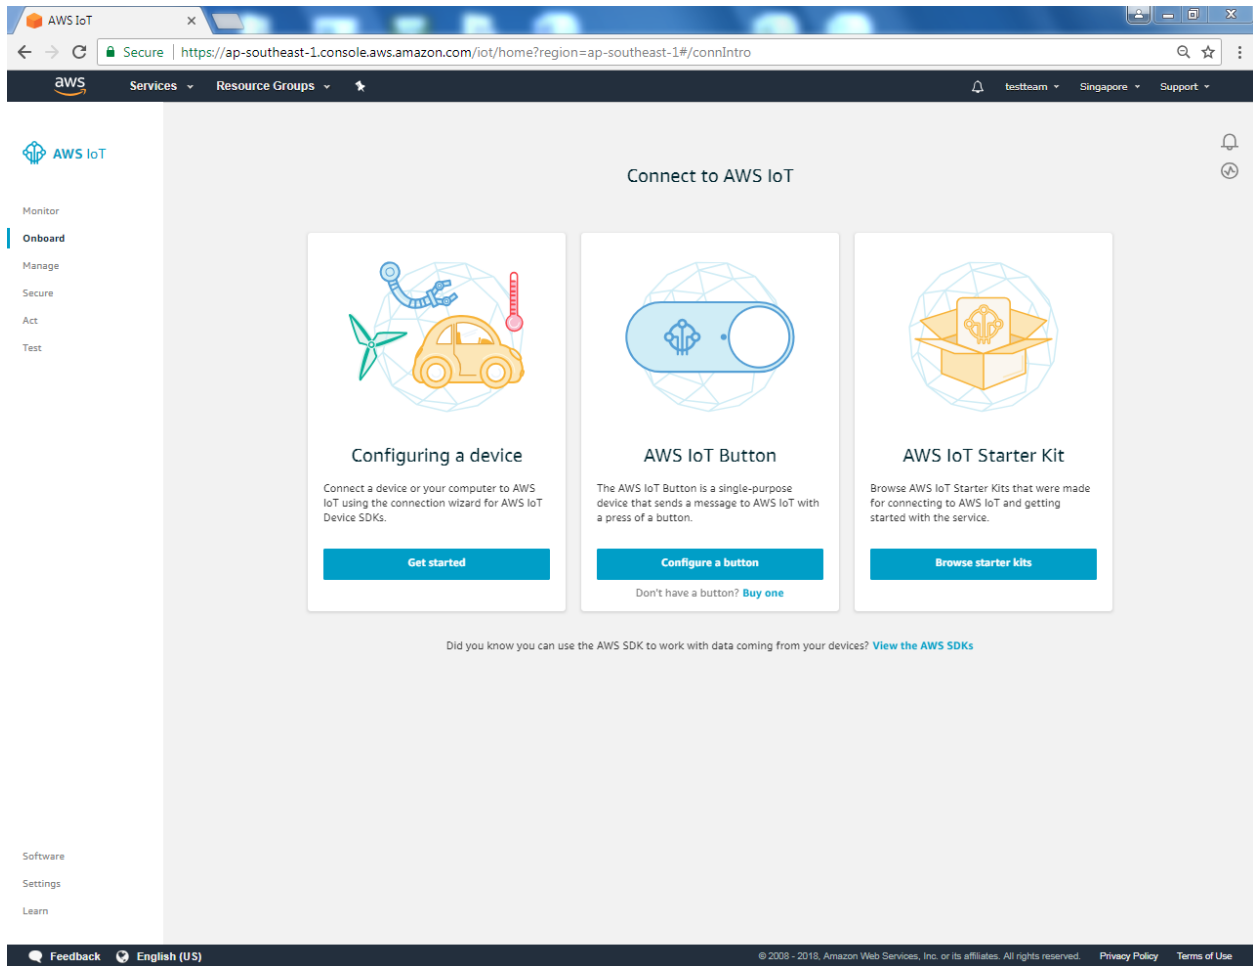 AWS IoT
Secure https://ap-southeast-1.console.aws.amazon.com/iot/home?region=ap-southeast-1#/connIntro
aws Services Resource Groups testteam Singapore Support
AWS IoT
Monitor
Onboard
Manage
Secure
Act
Test
Software
Settings
Learn
Connect to AWS IoT
Configuring a device
Connect a device or your computer to AWS
IoT using the connection wizard for AWS IoT
Device SDKs.
Get started
AWS IoT Button
The AWS IoT Button is a single-purpose
device that sends a message to AWS IoT with
a press of a button.
Configure a button
Don't have a button? Buy one
AWS IoT Starter Kit
Browse AWS IoT Starter Kits that were made
for connecting to AWS IoT and getting
started with the service.
Browse starter kits
Did you know you can use the AWS SDK to work with data coming from your devices? View the AWS SDKs
Feedback English (US) © 2008 - 2018, Amazon Web Services, Inc. or its affiliates. All rights reserved. Privacy Policy Terms of Use